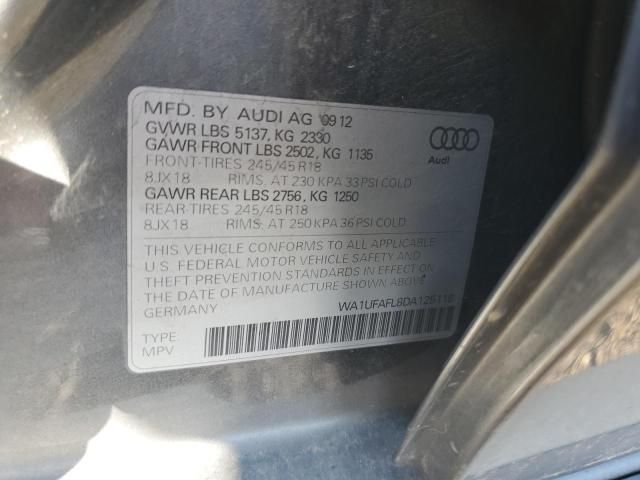 MFD. BY AUDI AG 09 12
GVWR LBS 5137, KG 2330
GAWR FRONT LBS 2502, KG 1135
FRONT-TIRES 245/45 R18
8JX18 RIMS, AT 230 KPA 33 PSI COLD
GAWR REAR LBS 2756, KG 1250
REAR-TIRES 245/45 R18
8JX18 RIMS, AT 250 KPA 36 PSI COLD
Audi
THIS VEHICLE CONFORMS TO ALL APPLICABLE
U.S. FEDERAL MOTOR VEHICLE SAFETY AND
THEFT PREVENTION STANDARDS IN EFFECT ON
THE DATE OF MANUFACTURE SHOWN ABOVE.
GERMANY WA1UFAFL8DA125118
TYPE:
MPV